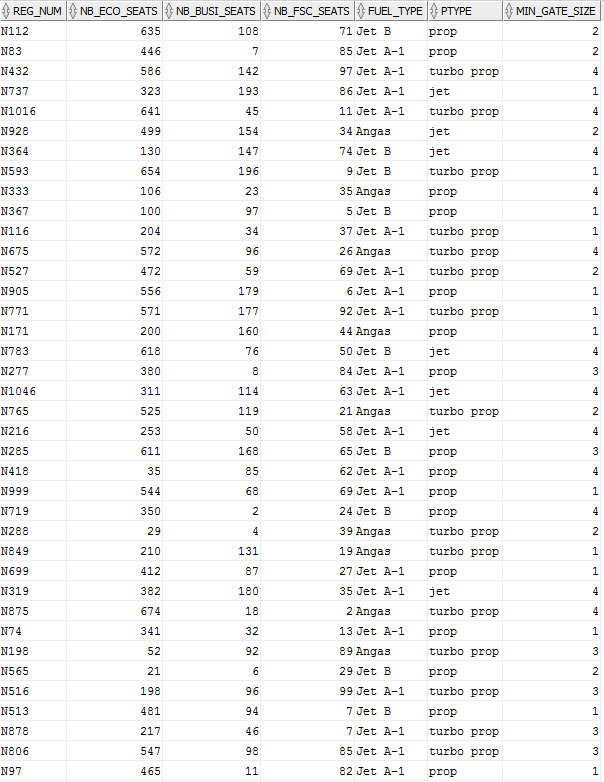 REG_NUM NB_ECO_SEATS NB_BUSI_SEATS NB_FSC_SEATS FUEL_TYPE PTYPE MIN_GATE_SIZE
N112 635 108 71 Jet B prop 2
N83 446 7 85 Jet A-1 prop 2
N432 586 142 97 Jet A-1 turbo prop 4
N737 323 193 86 Jet A-1 jet 1
N1016 641 45 11 Jet A-1 turbo prop 4
N928 499 154 34 Angas jet 2
N364 130 147 74 Jet B jet 4
N593 654 196 9 Jet B turbo prop 1
N333 106 23 35 Angas prop 4
N367 100 97 5 Jet B prop 1
N116 204 34 37 Jet A-1 turbo prop 1
N675 572 96 26 Angas turbo prop 4
N527 472 59 69 Jet A-1 turbo prop 2
N905 556 179 6 Jet A-1 prop 1
N771 571 177 92 Jet A-1 turbo prop 1
N171 200 160 44 Angas prop 1
N783 618 76 50 Jet B jet 4
N277 380 8 84 Jet A-1 prop 3
N1046 311 114 63 Jet A-1 jet 4
N765 525 119 21 Angas turbo prop 2
N216 253 50 58 Jet A-1 jet 4
N285 611 168 65 Jet B prop 3
N418 35 85 62 Jet A-1 prop 4
N999 544 68 69 Jet A-1 prop 1
N719 350 2 24 Jet B prop 4
N288 29 4 39 Angas turbo prop 2
N849 210 131 19 Angas turbo prop 1
N699 412 87 27 Jet A-1 prop 1
N319 382 180 35 Jet A-1 jet 4
N875 674 18 2 Angas turbo prop 4
N74 341 32 13 Jet A-1 prop 1
N198 52 92 89 Angas turbo prop 3
N565 21 6 29 Jet B prop 2
N516 198 96 99 Jet A-1 turbo prop 3
N513 481 94 7 Jet B prop 1
N878 217 46 7 Jet A-1 turbo prop 3
N806 547 98 85 Jet A-1 turbo prop 3
N97 465 11 82 Jet A-1 prop 1